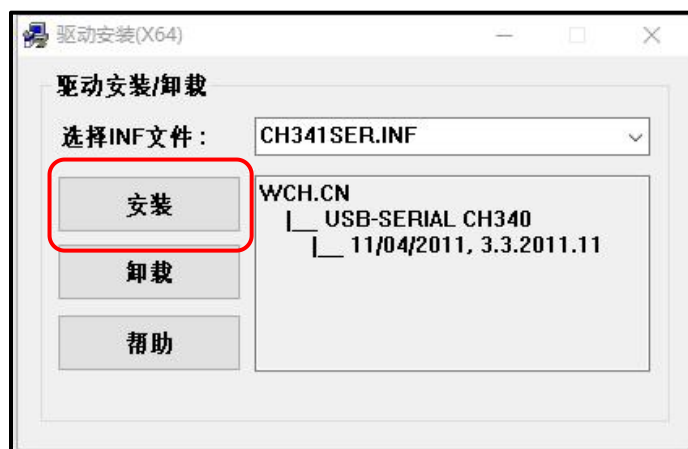 驱动安装(X64)
驱动安装/卸载
选择INF文件：
CH341SER.INF
安装
WCH.CN
|__ USB-SERIAL CH340
|__ 11/04/2011, 3.3.2011.11
卸载
帮助